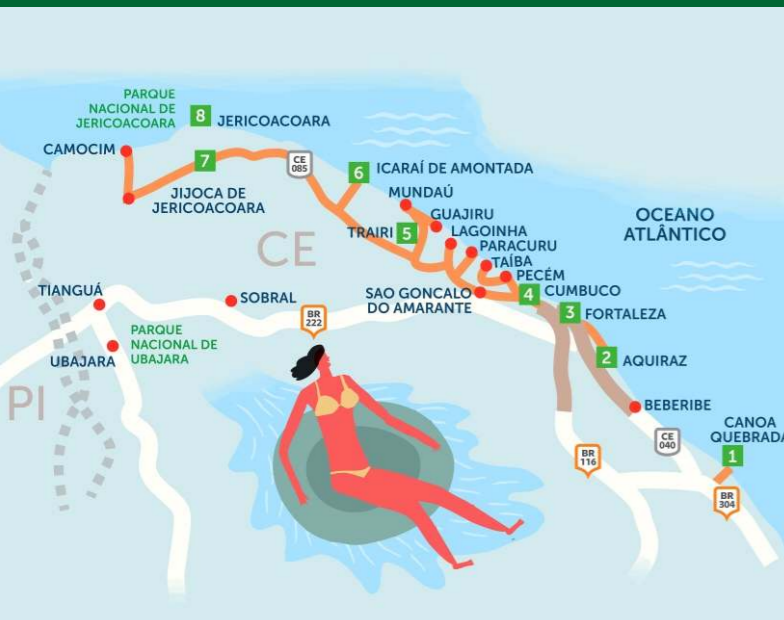 PARQUE
NACIONAL DE
JERICOACOARA
8 JERICOACOARA
CAMOCIM
7
CE
085
6 ICARAÍ DE AMONTADA
JIJOCA DE
JERICOACOARA
MUNDAÚ
GUAJIRU
TRAIRI 5
LAGOINHA
PARACURU
TAÍBA
PECÉM
OCEANO
ATLÂNTICO
CE
TIANGUÁ
SOBRAL
SAO GONCALO
DO AMARANTE
4 CUMBUCO
3 FORTALEZA
BR
222
PARQUE
NACIONAL DE
UBAJARA
UBAJARA
2 AQUIRAZ
PI
BEBERIBE
CANOA
QUEBRADA
1
CE
040
BR
116
BR
304